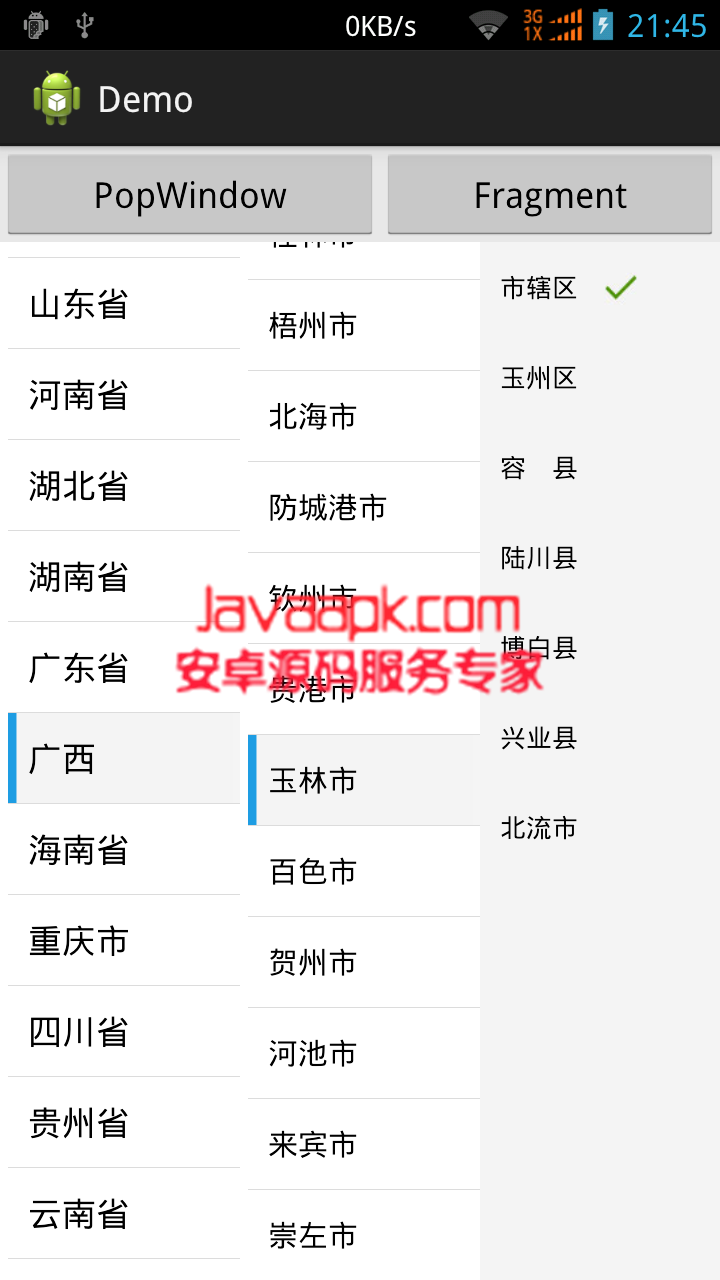 0KB/s
3G
1X
21:45
Demo
PopWindow
Fragment
山东省
河南省
湖北省
湖南省
广东省
广西
海南省
重庆市
四川省
贵州省
云南省
桂林市
梧州市
北海市
防城港市
钦州市
贵港市
玉林市
百色市
贺州市
河池市
来宾市
崇左市
市辖区
玉州区
容　县
陆川县
博白县
兴业县
北流市
Javaapk.com
安卓源码服务专家